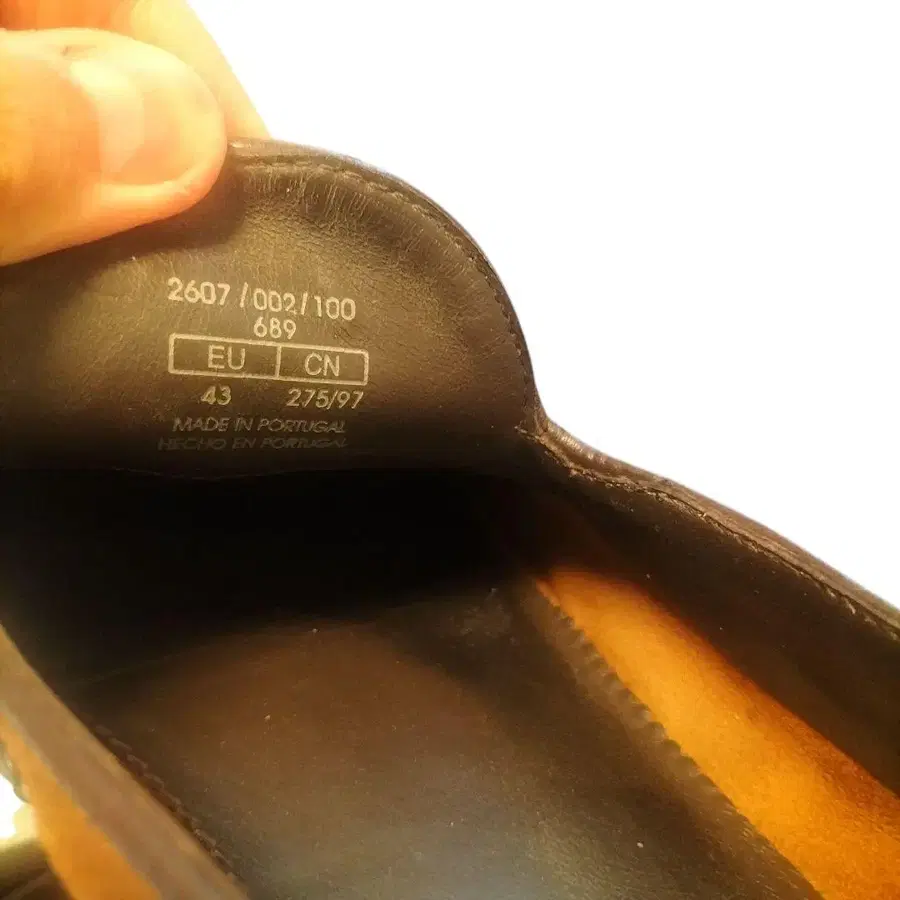 2607/002/100
689
EU CN
43 275/97
MADE IN PORTUGAL
HECHO EN PORTUGAL